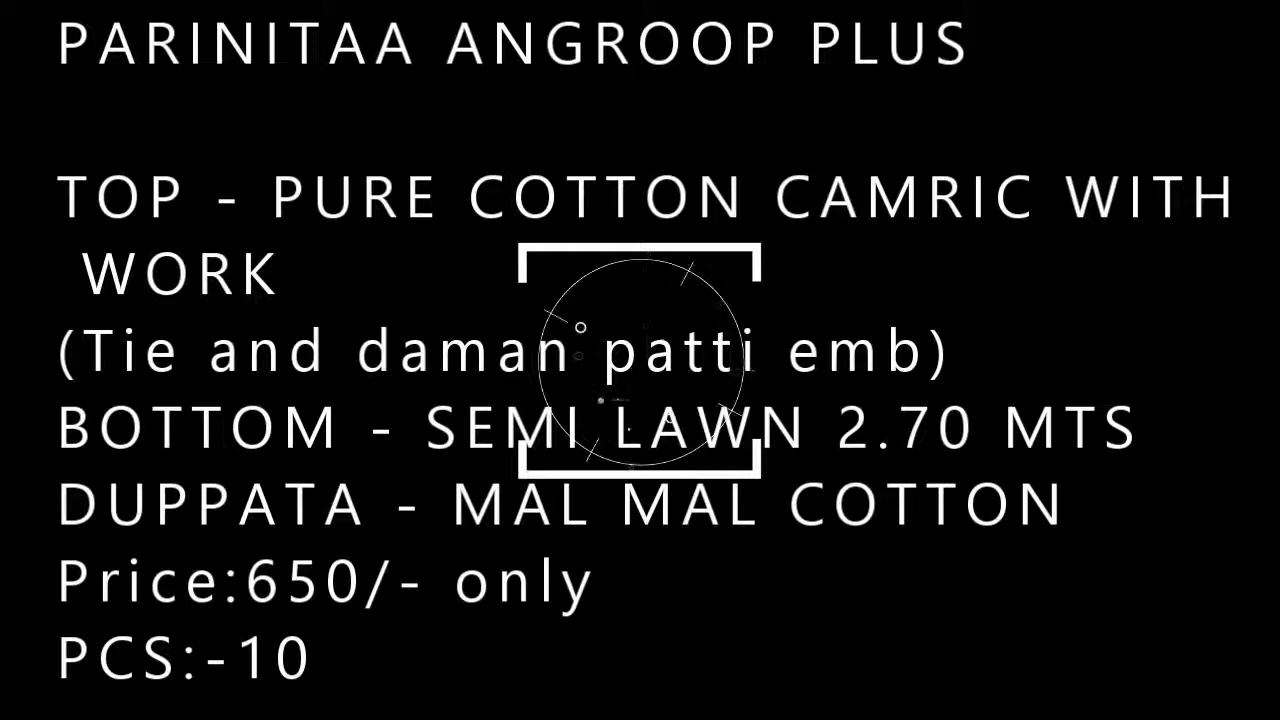 PARINITAA ANGROOP PLUS
TOP - PURE COTTON CAMRIC WITH
WORK
(Tie and daman patti emb)
BOTTOM - SEMI LAWN 2.70 MTS
DUPPATA - MAL MAL COTTON
Price:650/- only
PCS:-10